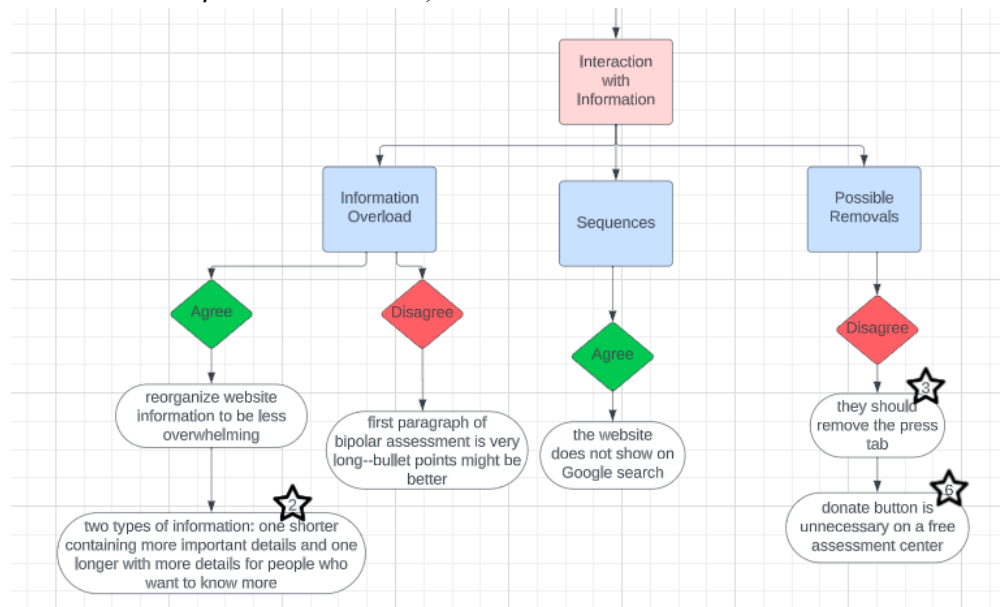 Interaction
with
Information
Information
Overload
Sequences
Possible
Removals
Agree
Disagree
Agree
Disagree
reorganize website
information to be less
overwhelming
first paragraph of
bipolar assessment is very
long--bullet points might be
better
the website
does not show on
Google search
3
they should
remove the press
tab
2
two types of information: one shorter
containing more important details and one
longer with more details for people who
want to know more
6
donate button is
unnecessary on a free
assessment center